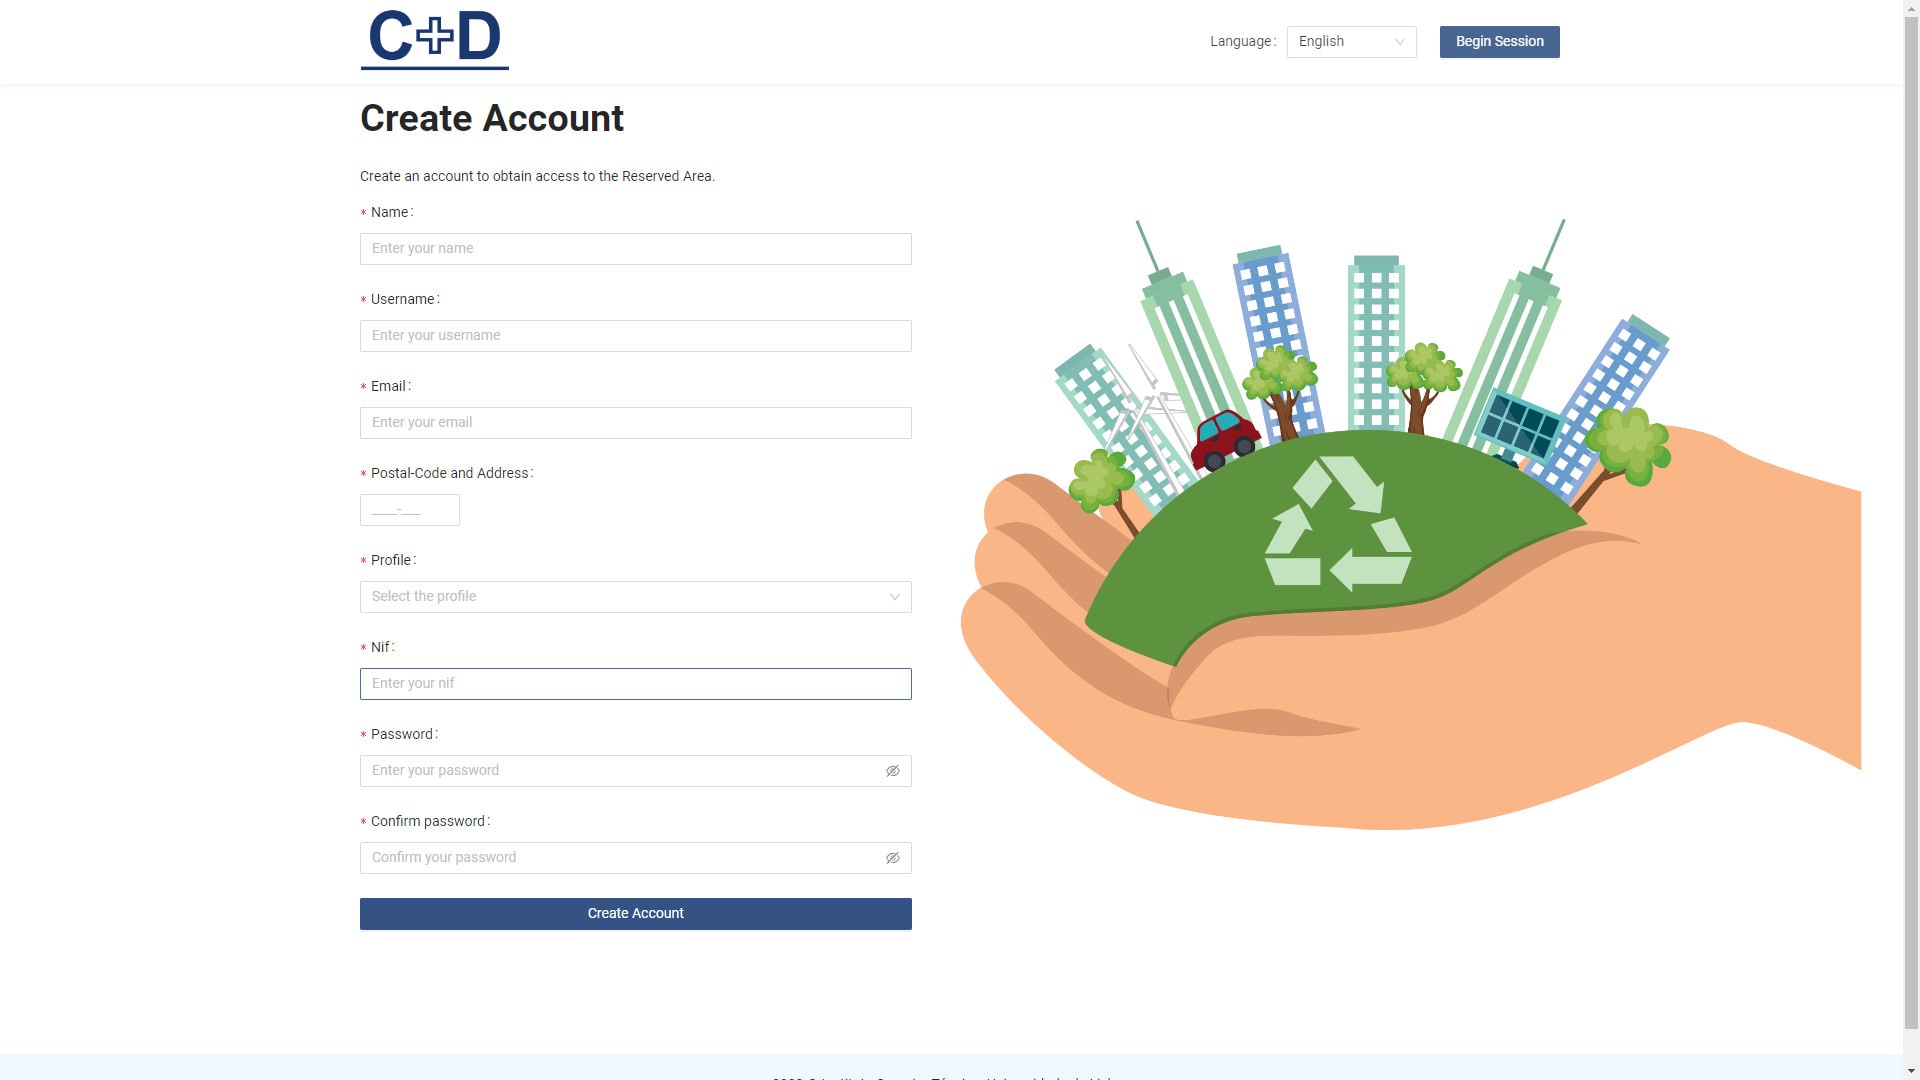 C+D
Language: English Begin Session
Create Account
Create an account to obtain access to the Reserved Area.
* Name:
Enter your name
* Username:
Enter your username
* Email:
Enter your email
* Postal-Code and Address:
____-___
* Profile:
Select the profile
* Nif:
Enter your nif
* Password:
Enter your password
* Confirm password:
Confirm your password
Create Account